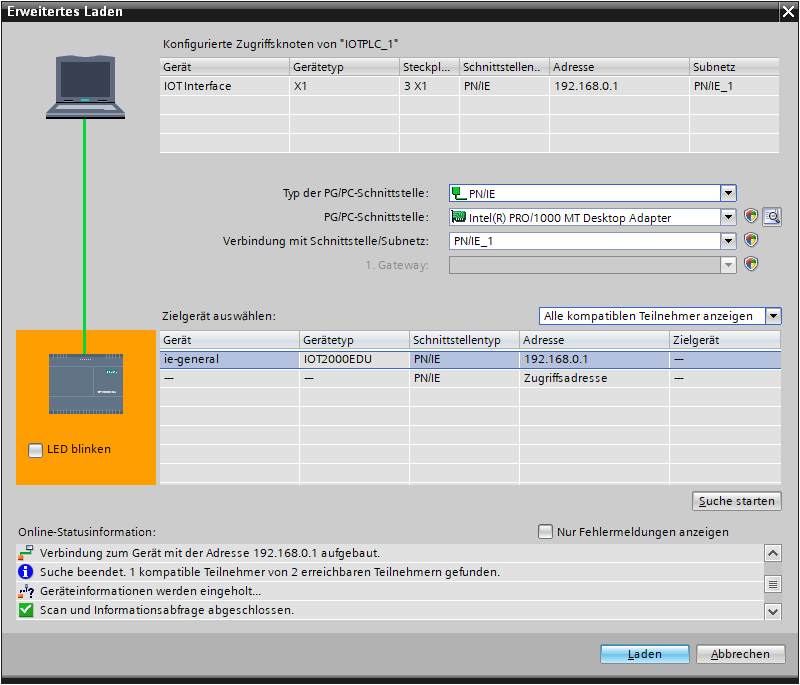 Erweitertes Laden
Konfigurierte Zugriffsknoten von "IOTPLC_1"
Gerät Gerätetyp Steckpl... Schnittstellen.. Adresse Subnetz
IOT Interface X1 3 X1 PN/IE 192.168.0.1 PN/IE_1
Typ der PG/PC-Schnittstelle: PN/IE
PG/PC-Schnittstelle: Intel(R) PRO/1000 MT Desktop Adapter
Verbindung mit Schnittstelle/Subnetz: PN/IE_1
1. Gateway:
Zielgerät auswählen: Alle kompatiblen Teilnehmer anzeigen
Gerät Gerätetyp Schnittstellentyp Adresse Zielgerät
ie-general IOT2000EDU PN/IE 192.168.0.1 ---
--- --- PN/IE Zugriffsadresse ---
LED blinken
Suche starten
Online-Statusinformation: Nur Fehlermeldungen anzeigen
Verbindung zum Gerät mit der Adresse 192.168.0.1 aufgebaut.
Suche beendet. 1 kompatible Teilnehmer von 2 erreichbaren Teilnehmern gefunden.
Geräteinformationen werden eingeholt...
Scan und Informationsabfrage abgeschlossen.
Laden Abbrechen